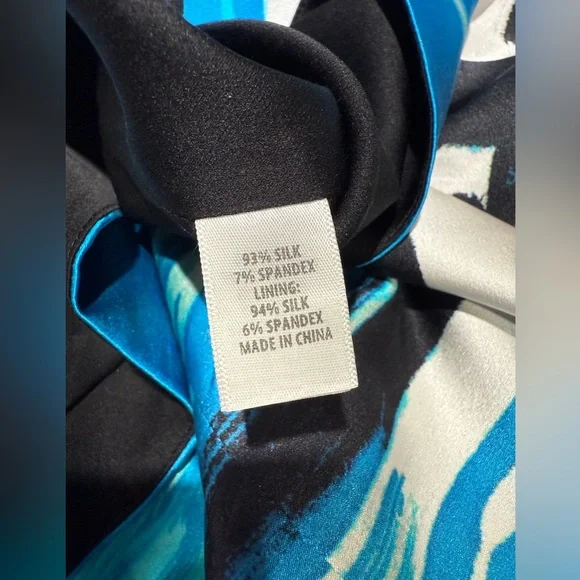 93% SILK
7% SPANDEX
LINING:
94% SILK
6% SPANDEX
MADE IN CHINA